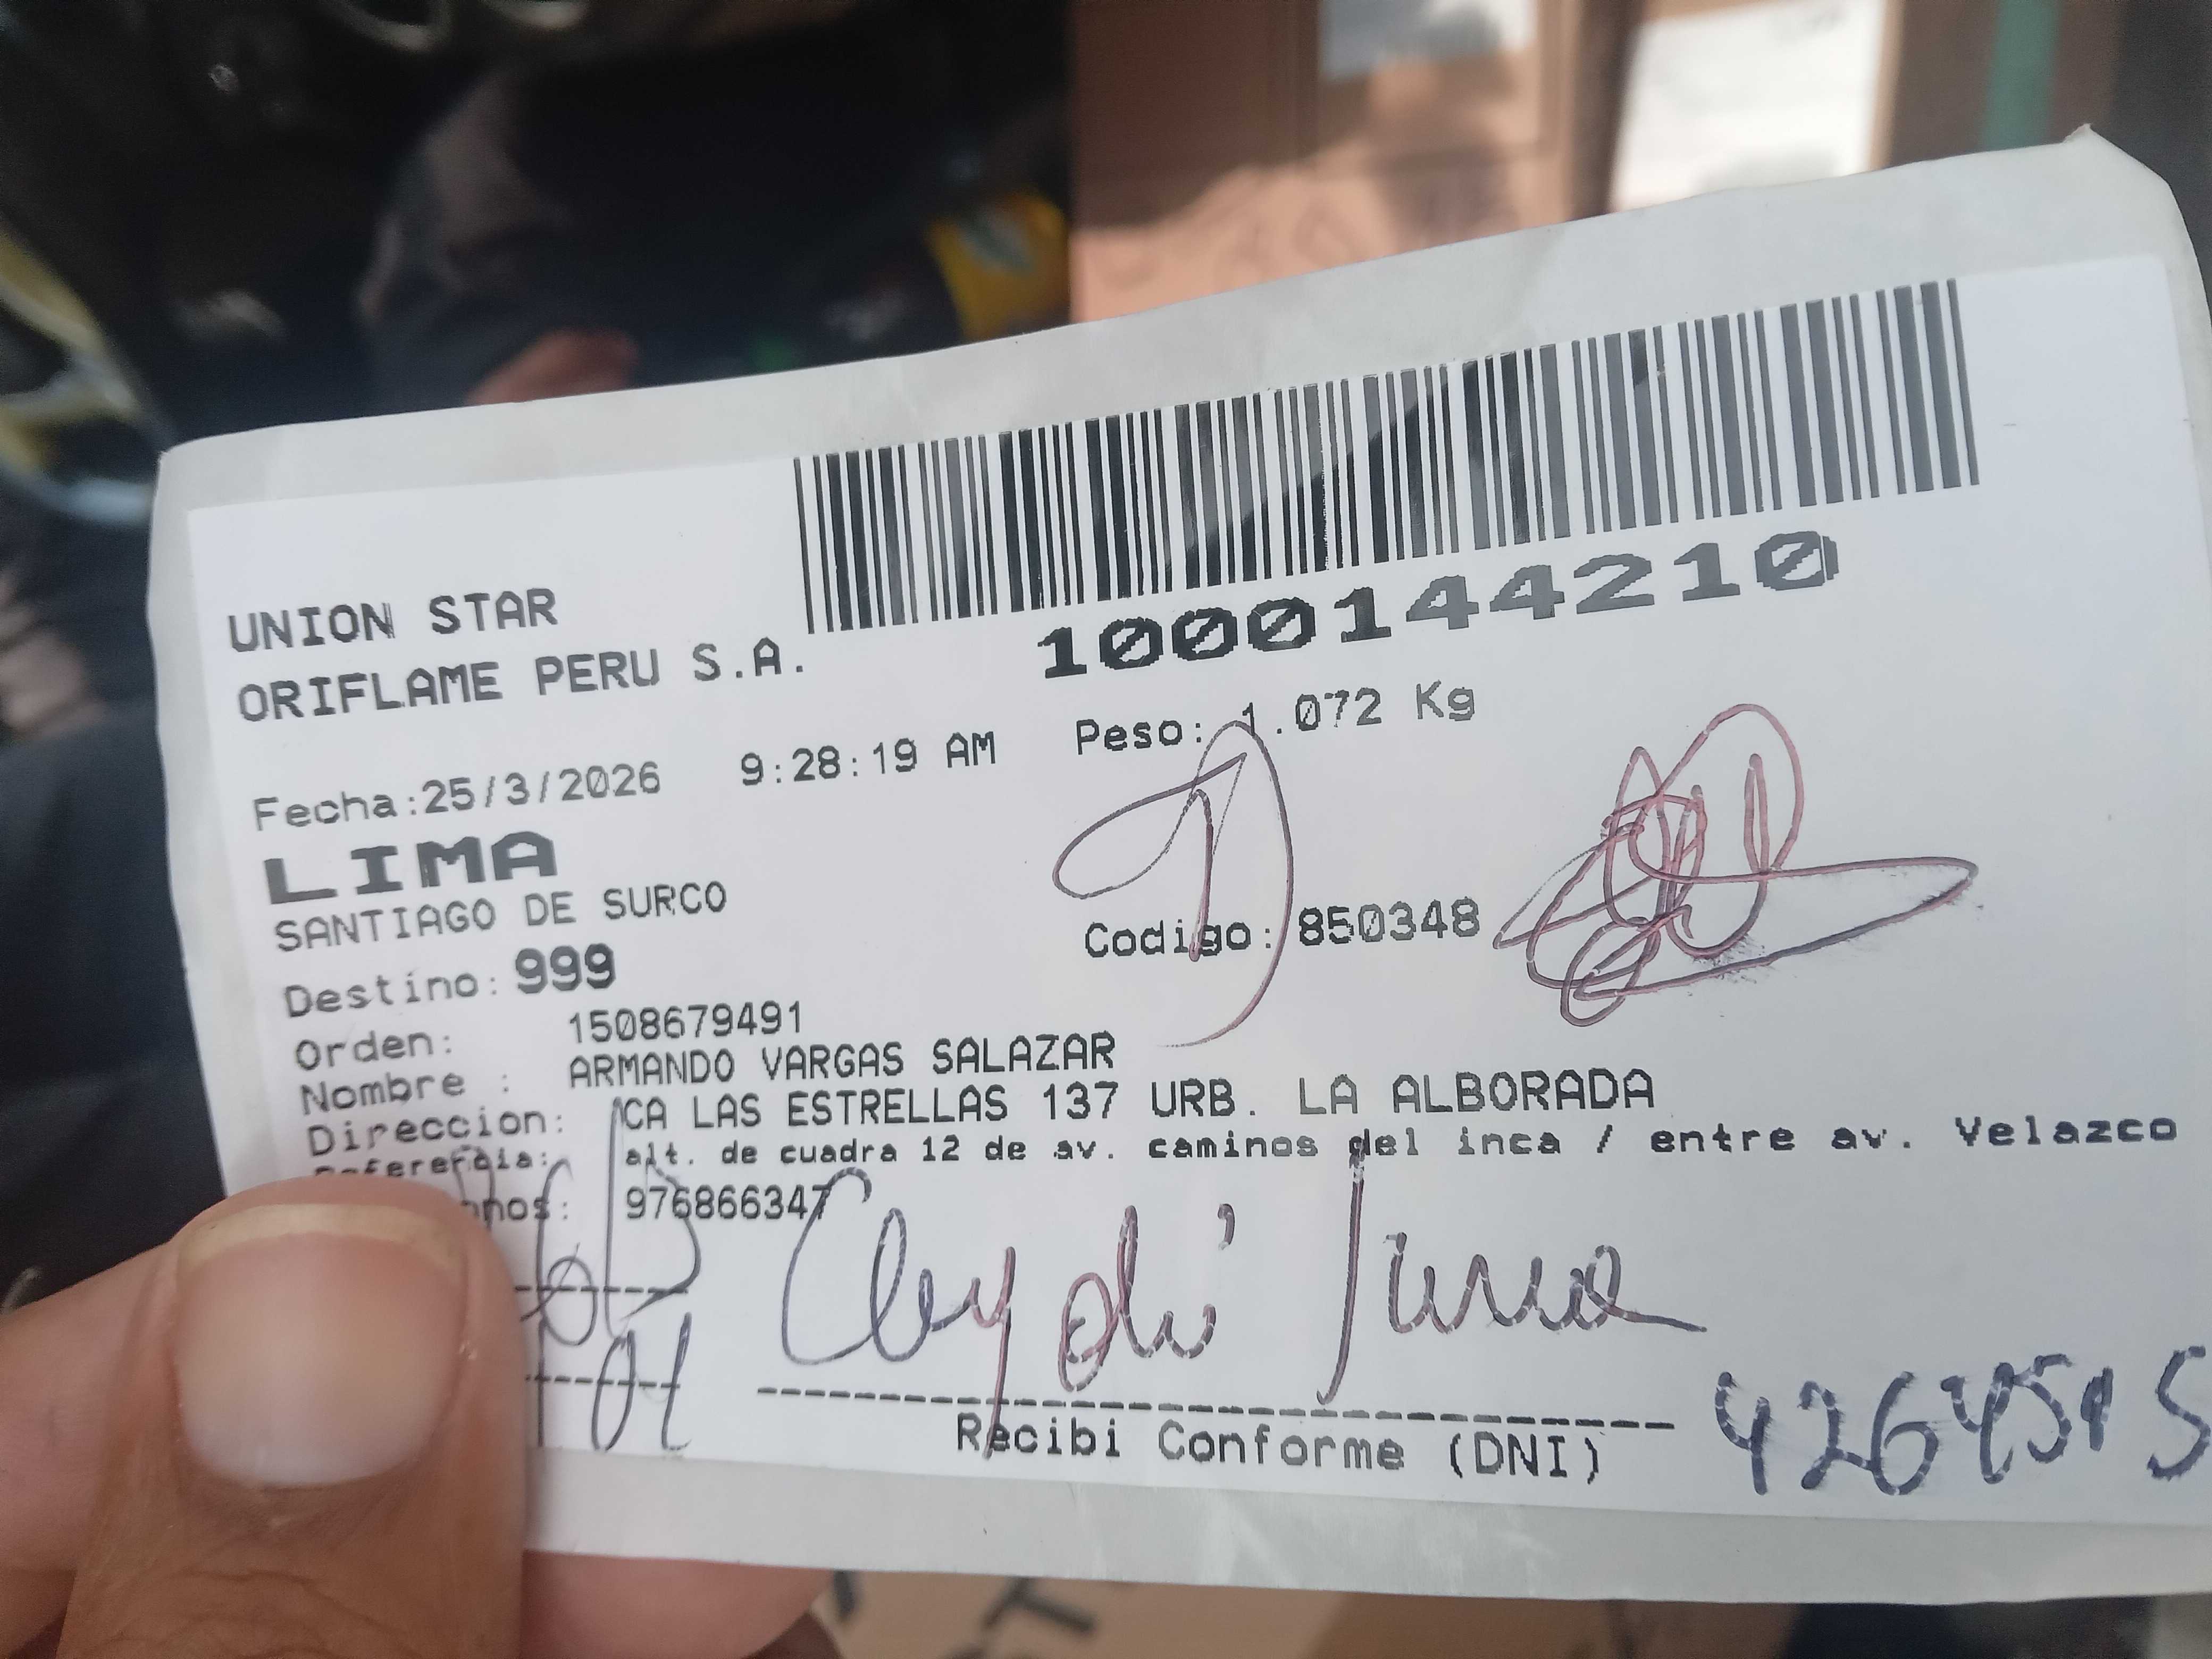 UNION STAR
ORIFLAME PERU S.A.
1000144210
Fecha:25/3/2026 9:28:19 AM Peso: 1.072 Kg
LIMA
SANTIAGO DE SURCO
Codigo: 850348
Destino: 999
Orden: 1508679491
Nombre : ARMANDO VARGAS SALAZAR
Direccion: CA LAS ESTRELLAS 137 URB. LA ALBORADA
Referencia: alt. de cuadra 12 de av. caminos del inca / entre av. Velazco
nos: 976866347
Recibi Conforme (DNI)